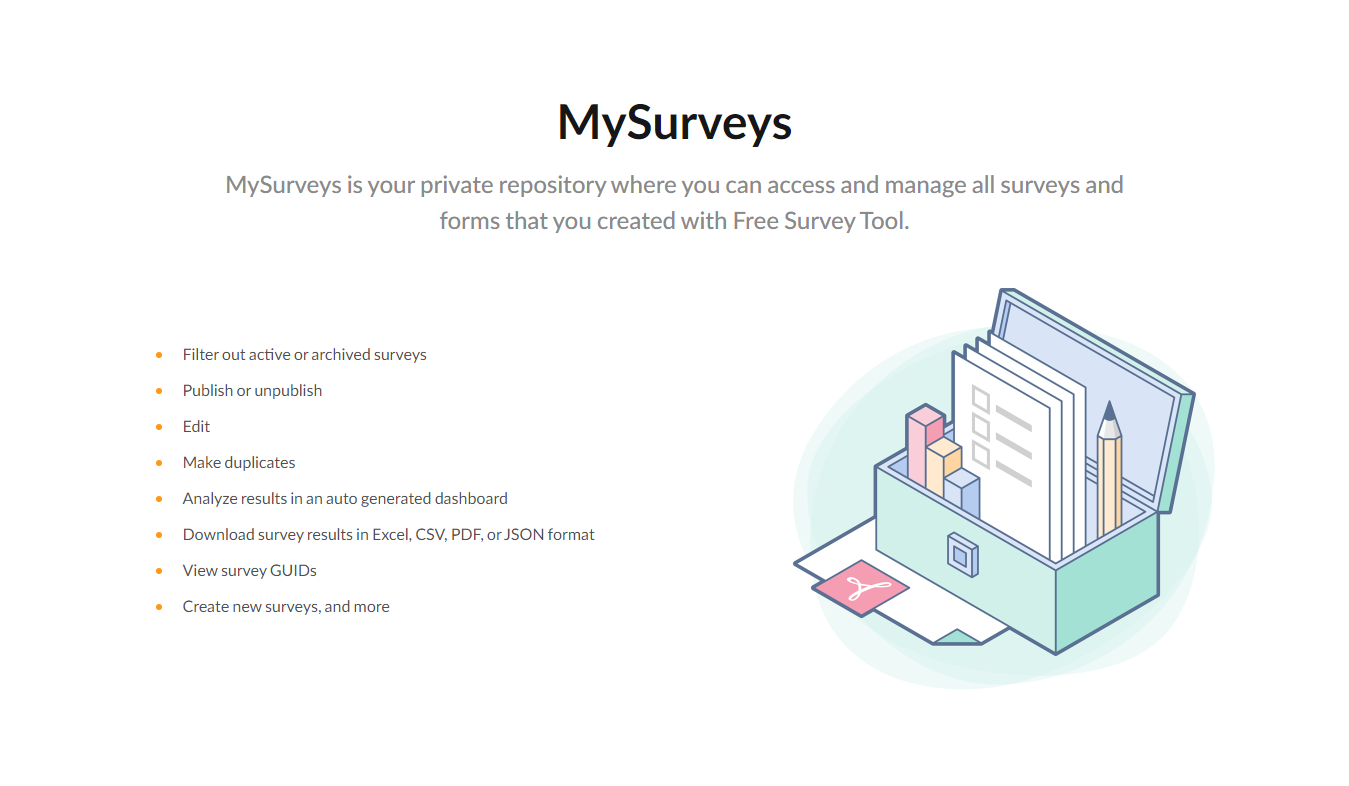 MySurveys
MySurveys is your private repository where you can access and manage all surveys and
forms that you created with Free Survey Tool.
Filter out active or archived surveys
Publish or unpublish
Edit
Make duplicates
Analyze results in an auto generated dashboard
Download survey results in Excel, CSV, PDF, or JSON format
View survey GUIDs
Create new surveys, and more